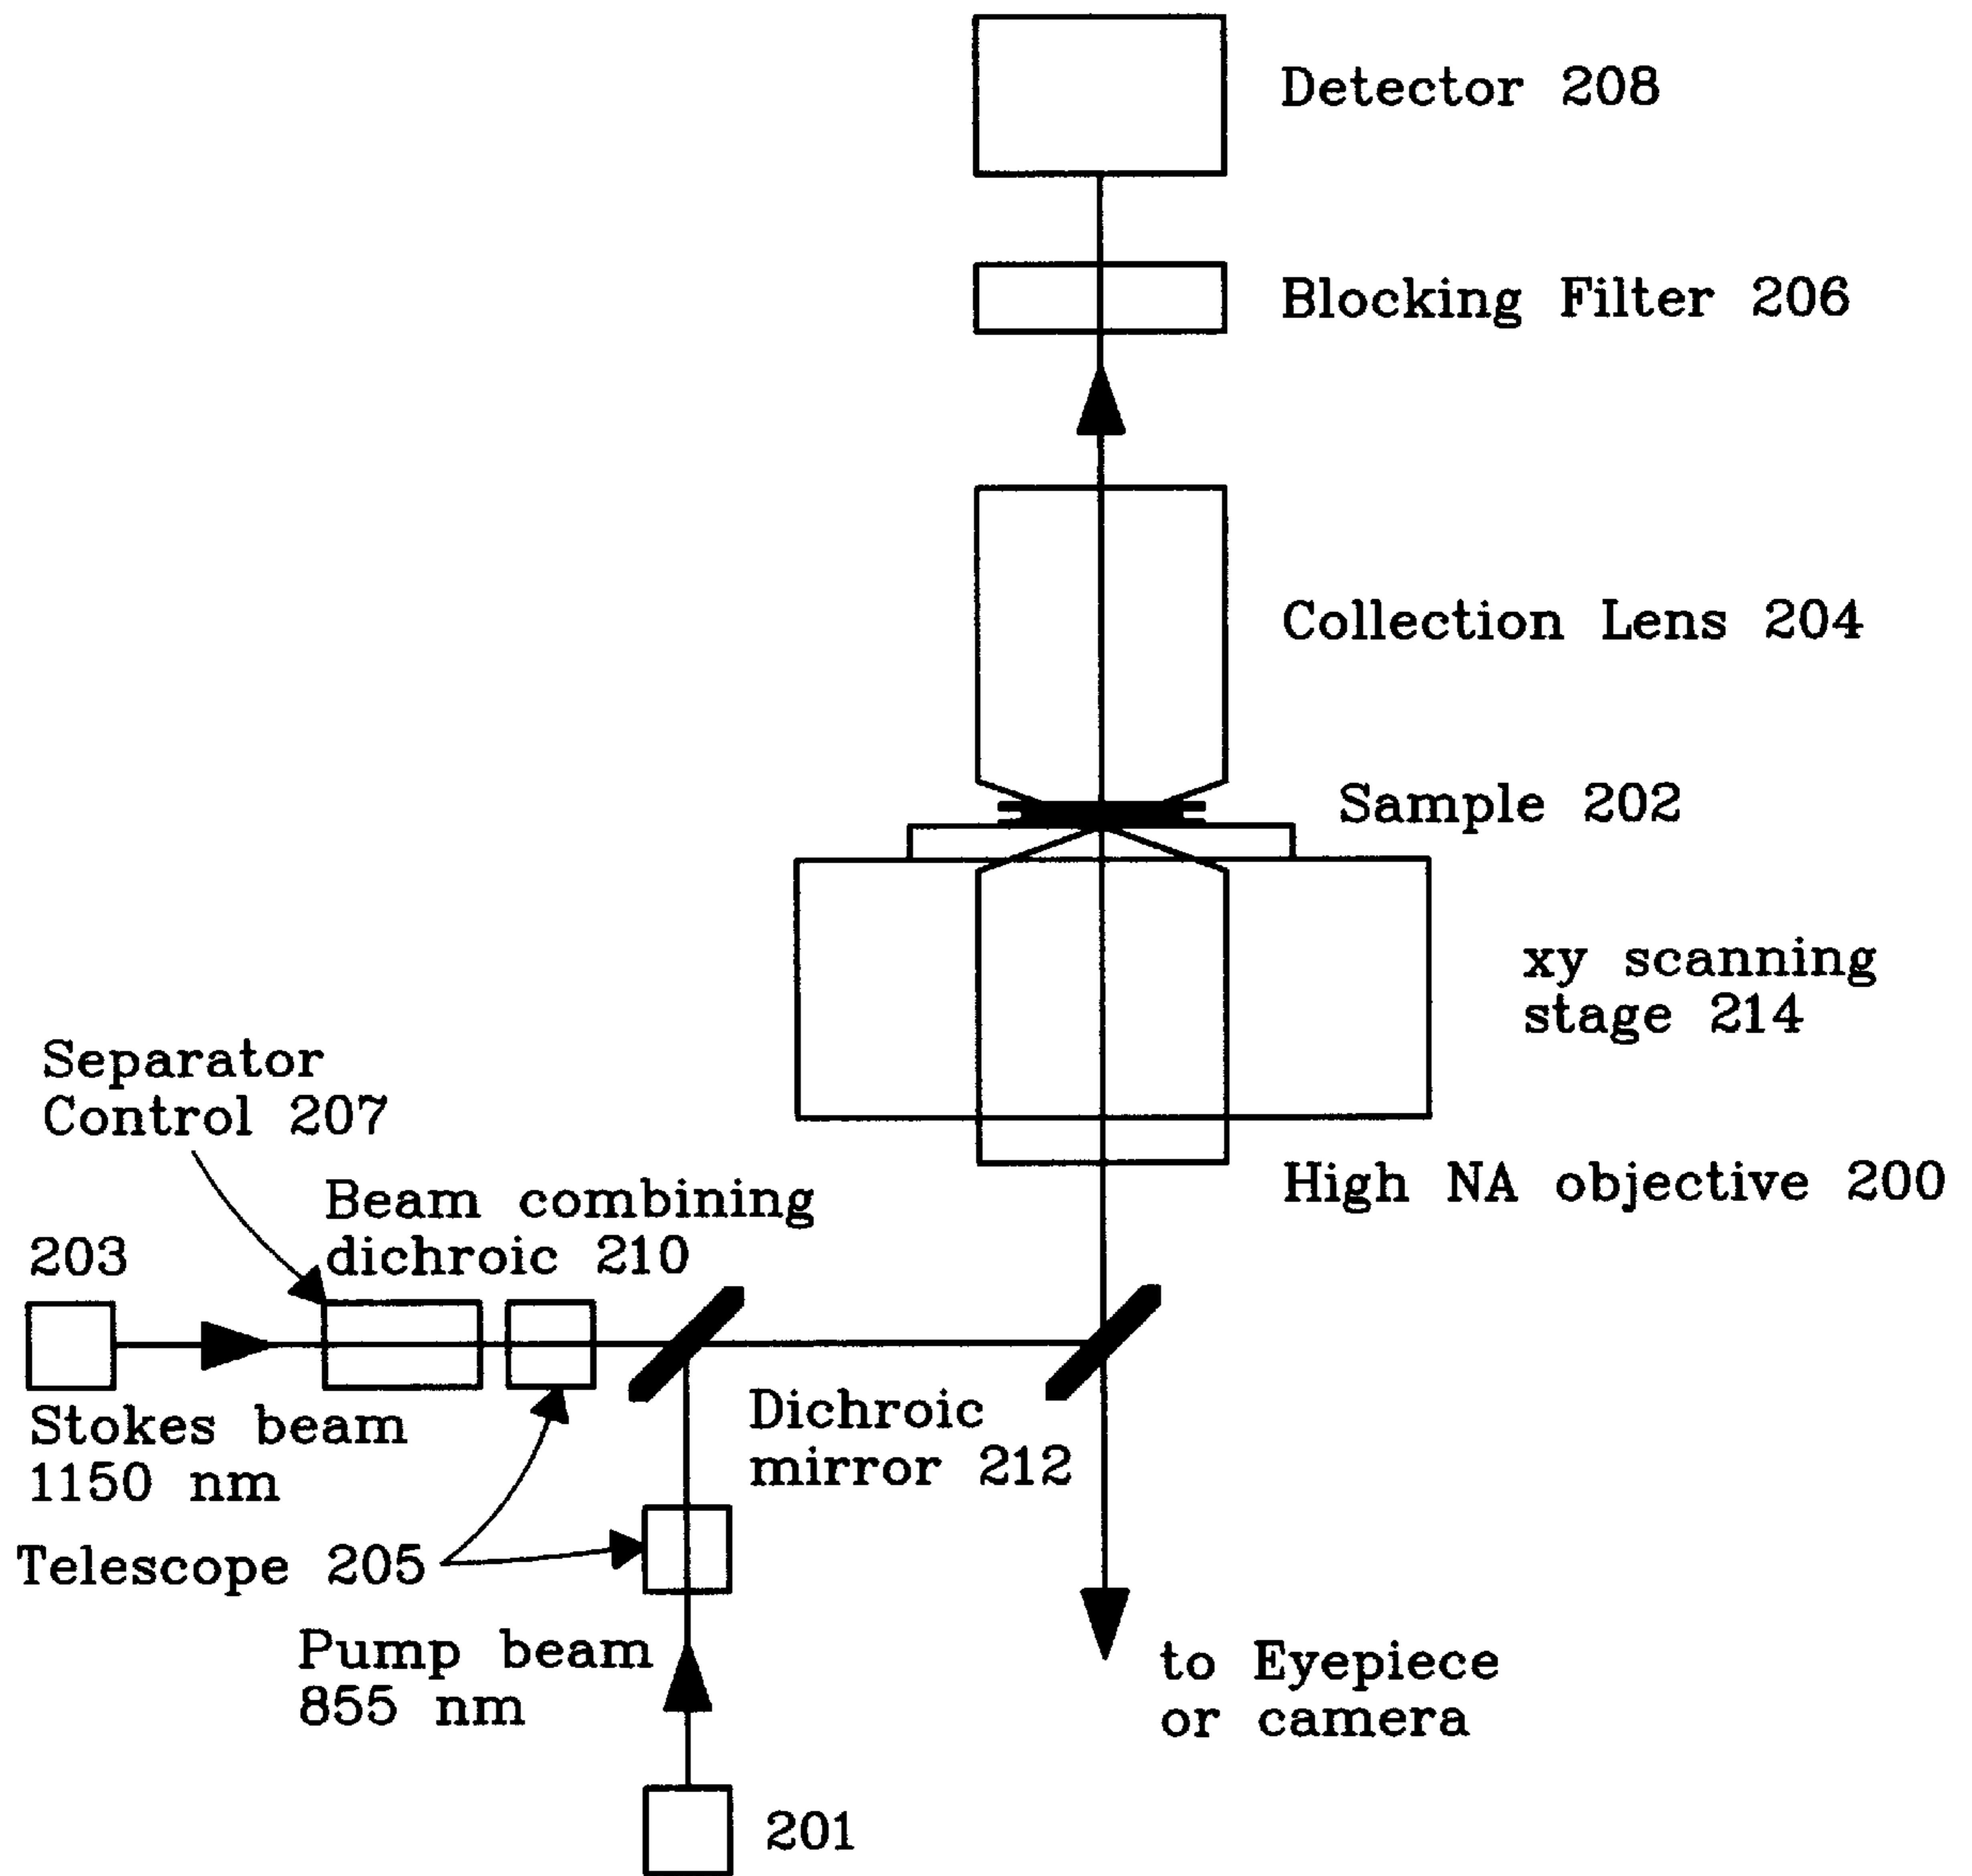 Detector 208
Blocking Filter 206
Collection Lens 204
Sample 202
xy scanning
stage 214
High NA objective 200
Separator
Control 207
Beam combining
dichroic 210
203
Stokes beam
1150 nm
Dichroic
mirror 212
Telescope 205
Pump beam
855 nm
to Eyepiece
or camera
201